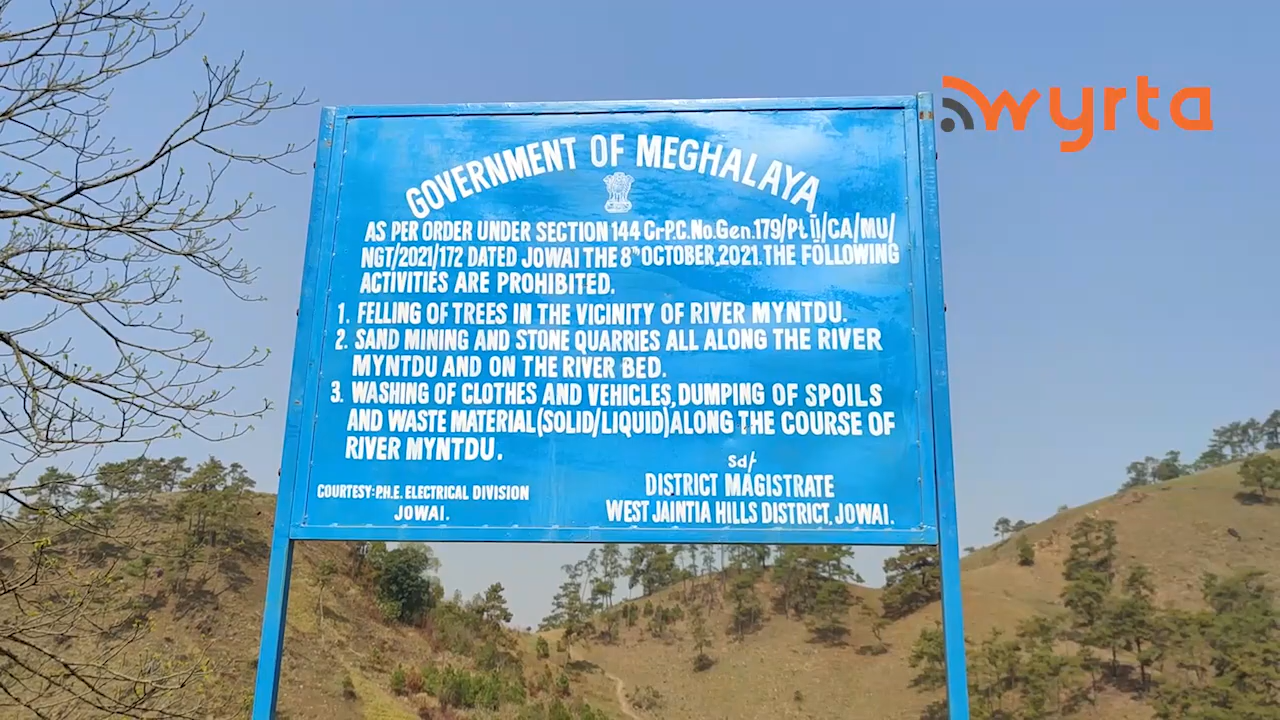 wyrta
GOVERNMENT OF MEGHALAYA
AS PER ORDER UNDER SECTION 144 CrP.C.No.Gen.179/Pt II/CA/MU/
NGT/2021/172 DATED JOWAI THE 8th OCTOBER,2021.THE FOLLOWING
ACTIVITIES ARE PROHIBITED.
1. FELLING OF TREES IN THE VICINITY OF RIVER MYNTDU.
2. SAND MINING AND STONE QUARRIES ALL ALONG THE RIVER
MYNTDU AND ON THE RIVER BED.
3. WASHING OF CLOTHES AND VEHICLES,DUMPING OF SPOILS
AND WASTE MATERIAL(SOLID/LIQUID)ALONG THE COURSE OF
RIVER MYNTDU.
Sd/-
DISTRICT MAGISTRATE
WEST JAINTIA HILLS DISTRICT, JOWAI.
COURTESY:P.H.E. ELECTRICAL DIVISION
JOWAI.